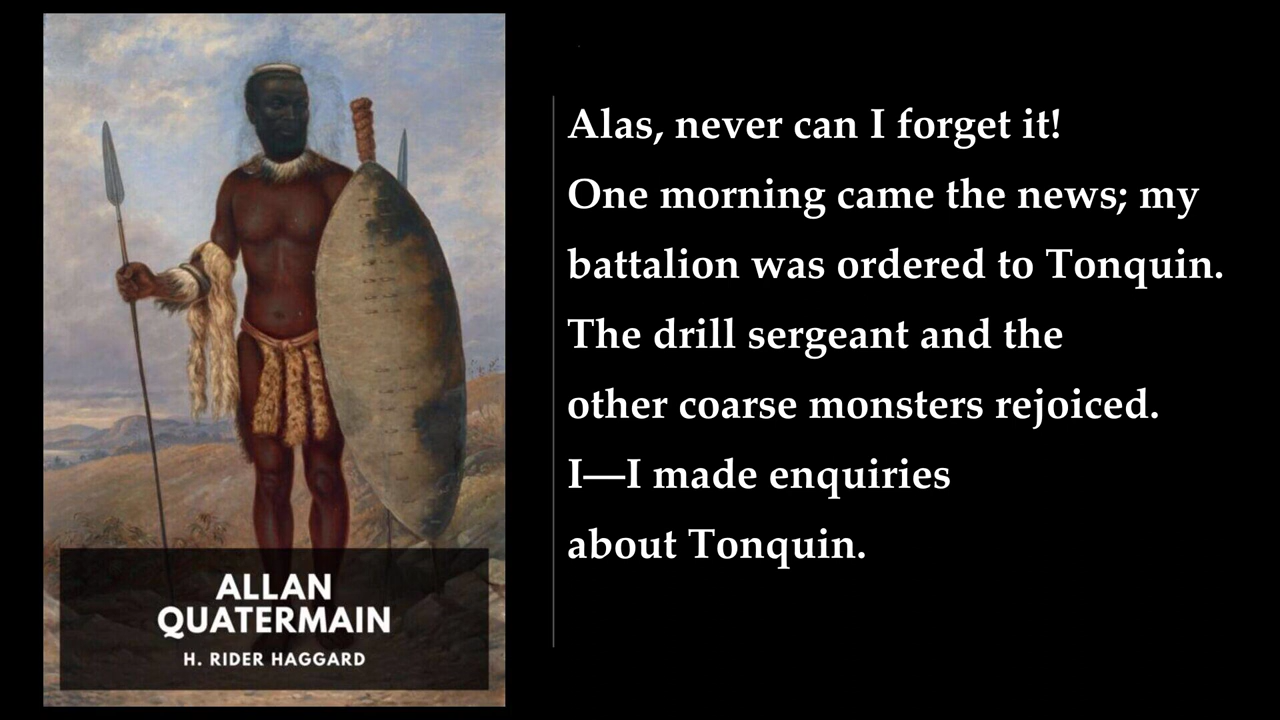 ALLAN
QUATERMAIN
H. RIDER HAGGARD
Alas, never can I forget it!
One morning came the news; my
battalion was ordered to Tonquin.
The drill sergeant and the
other coarse monsters rejoiced.
I—I made enquiries
about Tonquin.